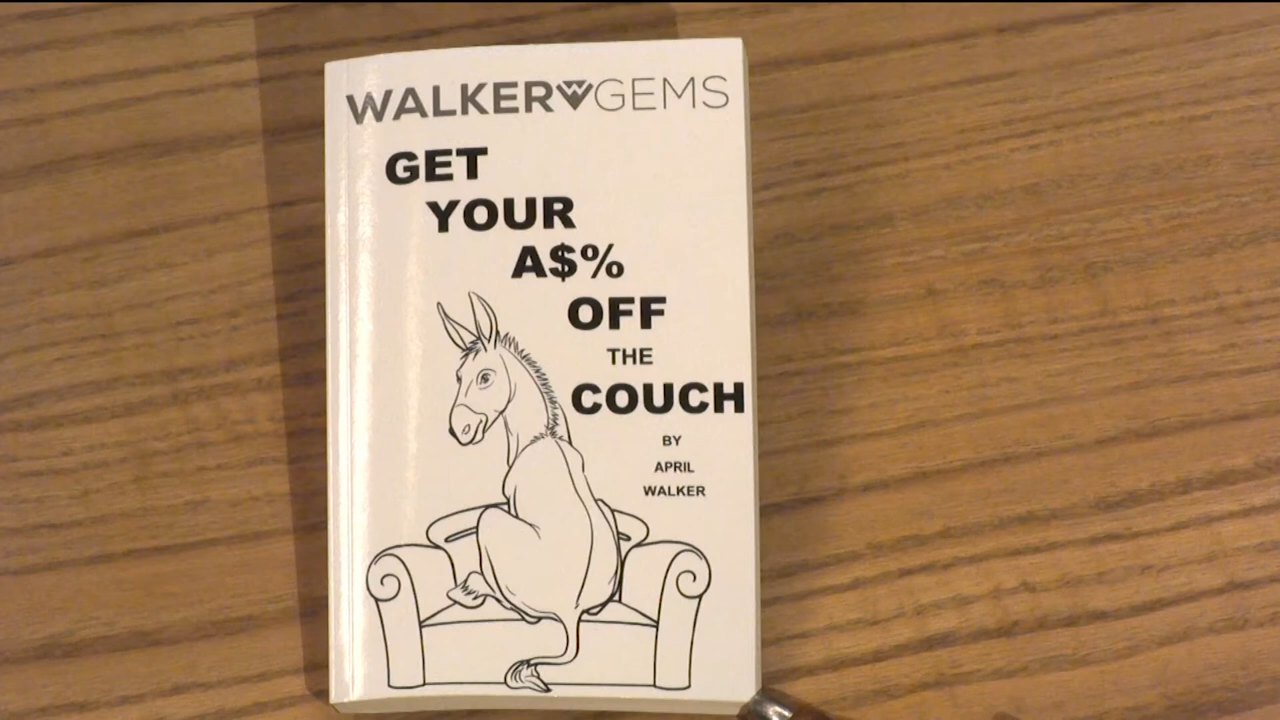 WALKER GEMS
GET
YOUR
A$%
OFF
THE
COUCH
BY
APRIL
WALKER